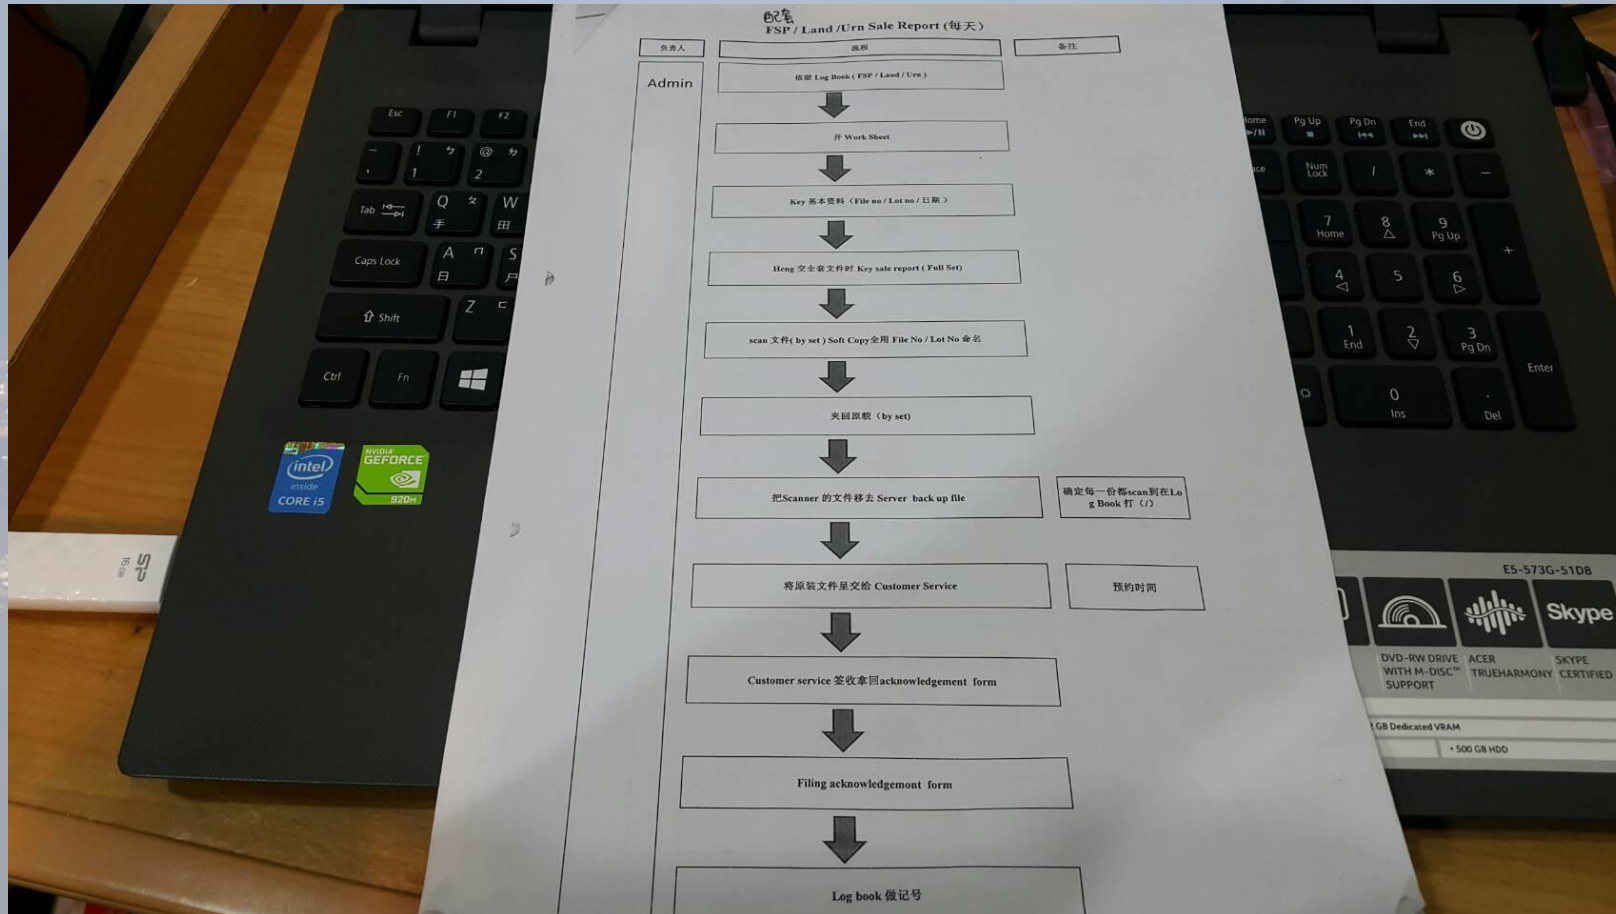 配套
FSP / Land /Urn Sale Report (每天)
负责人
流程
备注
Admin
依据 Log Book ( FSP / Land / Urn )
开 Work Sheet
Key 基本资料（File no / Lot no / 日期 ）
Heng 交全套文件时 Key sale report ( Full Set)
scan 文件( by set ) Soft Copy全用 File No / Lot No 命名
夹回原貌（by set)
把Scanner 的文件移去 Server back up file
确定每一份都scan到在Lo
g Book 打（/）
将原装文件呈交给 Customer Service
预约时间
Customer service 签收拿回acknowledgement form
Filing acknowledgemont form
Log book 做记号
Esc
F1
F2
! ㄅ
1
@ ㄉ
2
Tab
Q ㄆ
手
W
田
Caps Lock
A ㄇ
日
S
尸
Shift
Z ㄈ
Ctrl
Fn
intel
inside
CORE i5
NVIDIA
GEFORCE
920M
SP
16 GB
Home
Pg Up
Pg Dn
End
Num
Lock
/
*
-
7
Home
8
9
Pg Up
+
4
5
6
1
End
2
3
Pg Dn
Enter
0
Ins
.
Del
E5-573G-51D8
Skype
DVD-RW DRIVE
WITH M-DISC™
SUPPORT
ACER
TRUEHARMONY
SKYPE
CERTIFIED
GB Dedicated VRAM
• 500 GB HDD